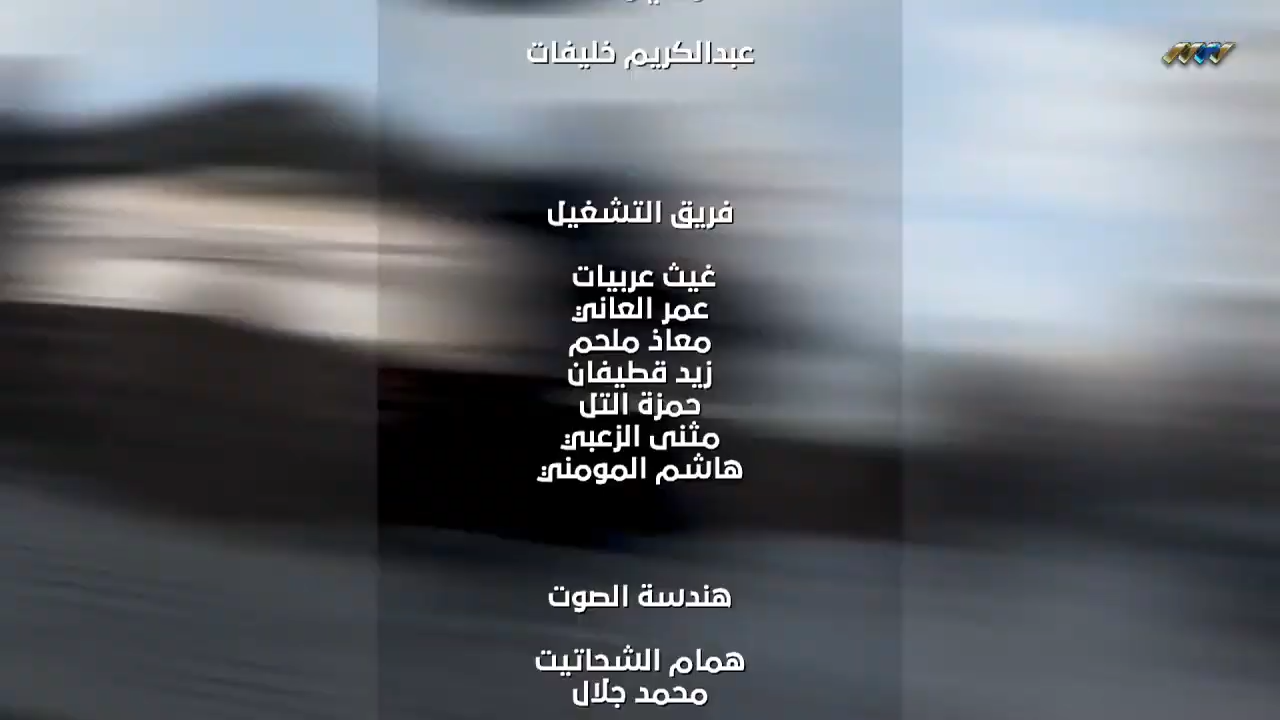 عبدالكريم خليفات
فريق التشغيل
غيث عربيات
عمر العاني
معاذ ملحم
زيد قطيفان
حمزة التل
مثنى الزعبي
هاشم المومني
هندسة الصوت
همام الشحاتيت
محمد جلال